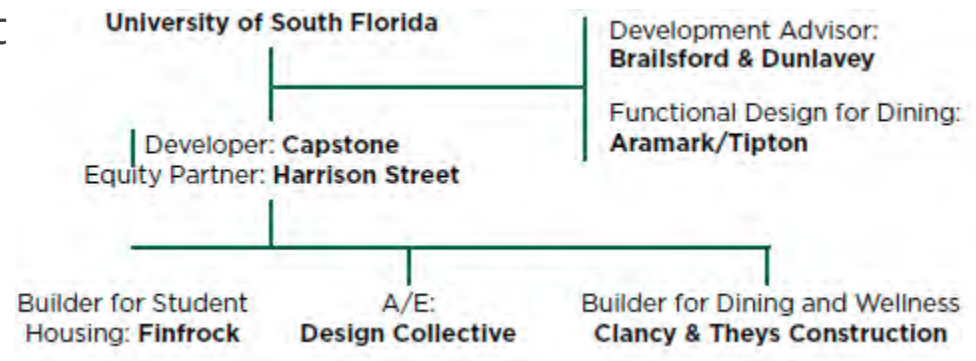 University of South Florida
Development Advisor:
Brailsford & Dunlavey
Functional Design for Dining:
Aramark/Tipton
Developer: Capstone
Equity Partner: Harrison Street
Builder for Student
Housing: Finfrock
A/E:
Design Collective
Builder for Dining and Wellness
Clancy & Theys Construction